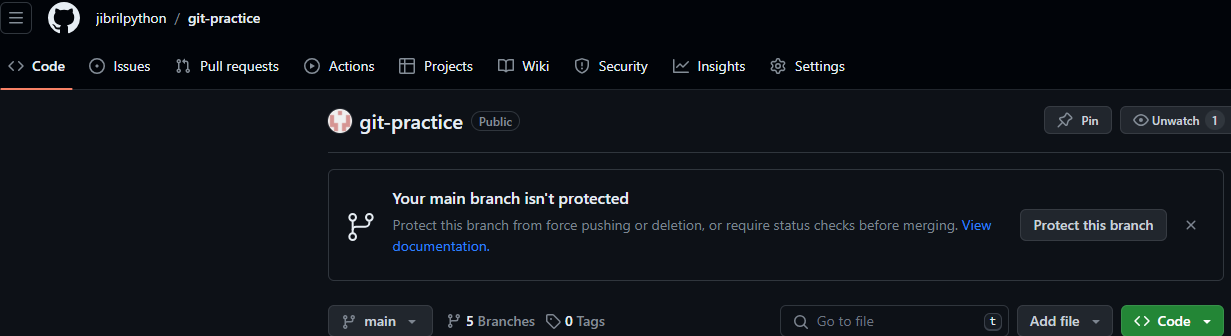 jibrilpython / git-practice
Code Issues Pull requests Actions Projects Wiki Security Insights Settings
git-practice Public Pin Unwatch 1
Your main branch isn't protected
Protect this branch from force pushing or deletion, or require status checks before merging. View
documentation.
Protect this branch
main 5 Branches 0 Tags Go to file t Add file Code